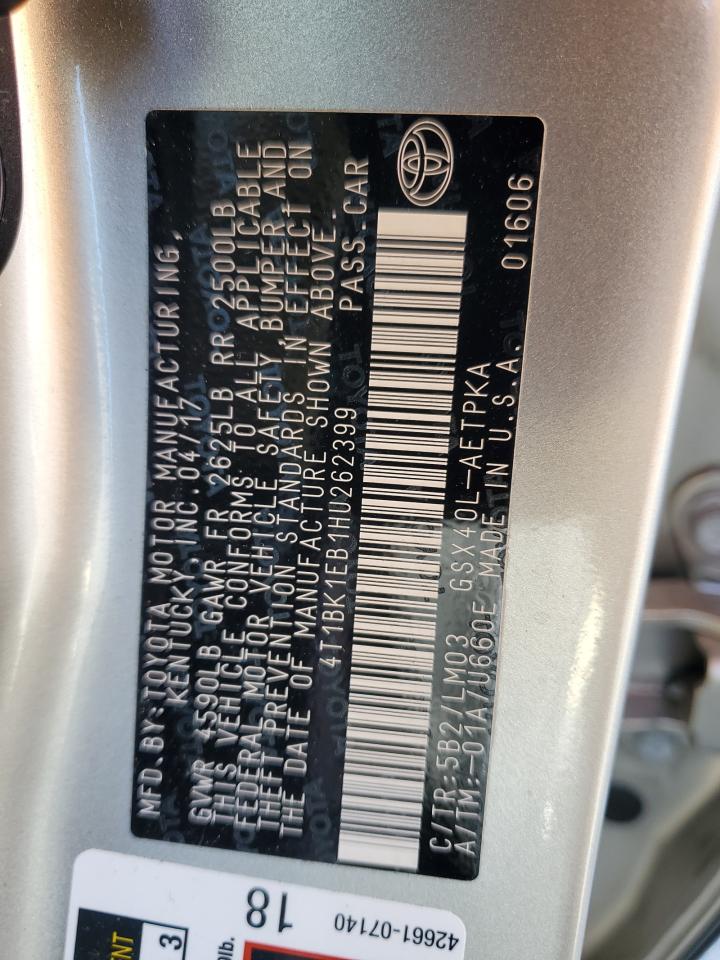 MFD. BY: TOYOTA MOTOR MANUFACTURING,
KENTUCKY, INC. 04/17
GVWR 4590LB GAWR FR 2625LB RR 2500LB
THIS VEHICLE CONFORMS TO ALL APPLICABLE
FEDERAL MOTOR VEHICLE SAFETY, BUMPER, AND
THEFT PREVENTION STANDARDS IN EFFECT ON
THE DATE OF MANUFACTURE SHOWN ABOVE.
4T1BK1EB1HU262399 PASS. CAR
C/TR:5B2/LM03 GSX40L-AETPKA
A/TM:-01A/U660E MADE IN U.S.A. 01606
42661-07140
18
3
0lb.